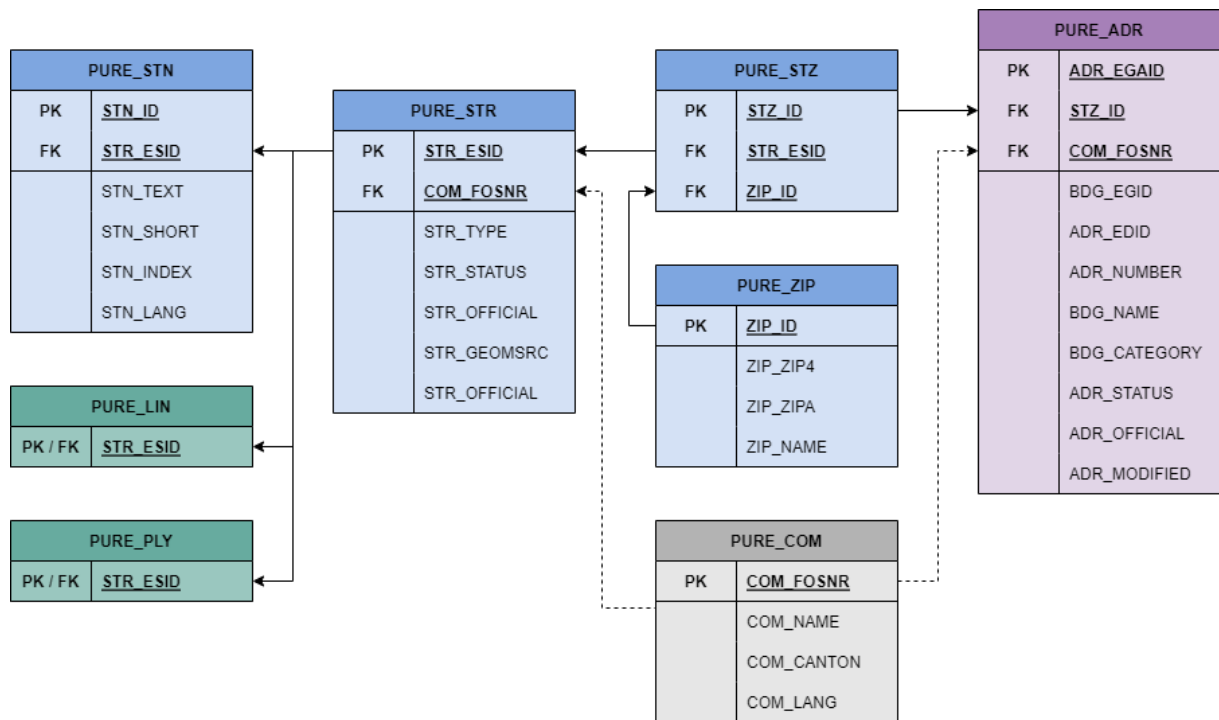 PURE_STN
PK STN_ID
FK STR_ESID
STN_TEXT
STN_SHORT
STN_INDEX
STN_LANG
PURE_LIN
PK / FK STR_ESID
PURE_PLY
PK / FK STR_ESID
PURE_STR
PK STR_ESID
FK COM_FOSNR
STR_TYPE
STR_STATUS
STR_OFFICIAL
STR_GEOMSRC
STR_OFFICIAL
PURE_STZ
PK STZ_ID
FK STR_ESID
FK ZIP_ID
PURE_ZIP
PK ZIP_ID
ZIP_ZIP4
ZIP_ZIPA
ZIP_NAME
PURE_COM
PK COM_FOSNR
COM_NAME
COM_CANTON
COM_LANG
PURE_ADR
PK ADR_EGAID
FK STZ_ID
FK COM_FOSNR
BDG_EGID
ADR_EDID
ADR_NUMBER
BDG_NAME
BDG_CATEGORY
ADR_STATUS
ADR_OFFICIAL
ADR_MODIFIED